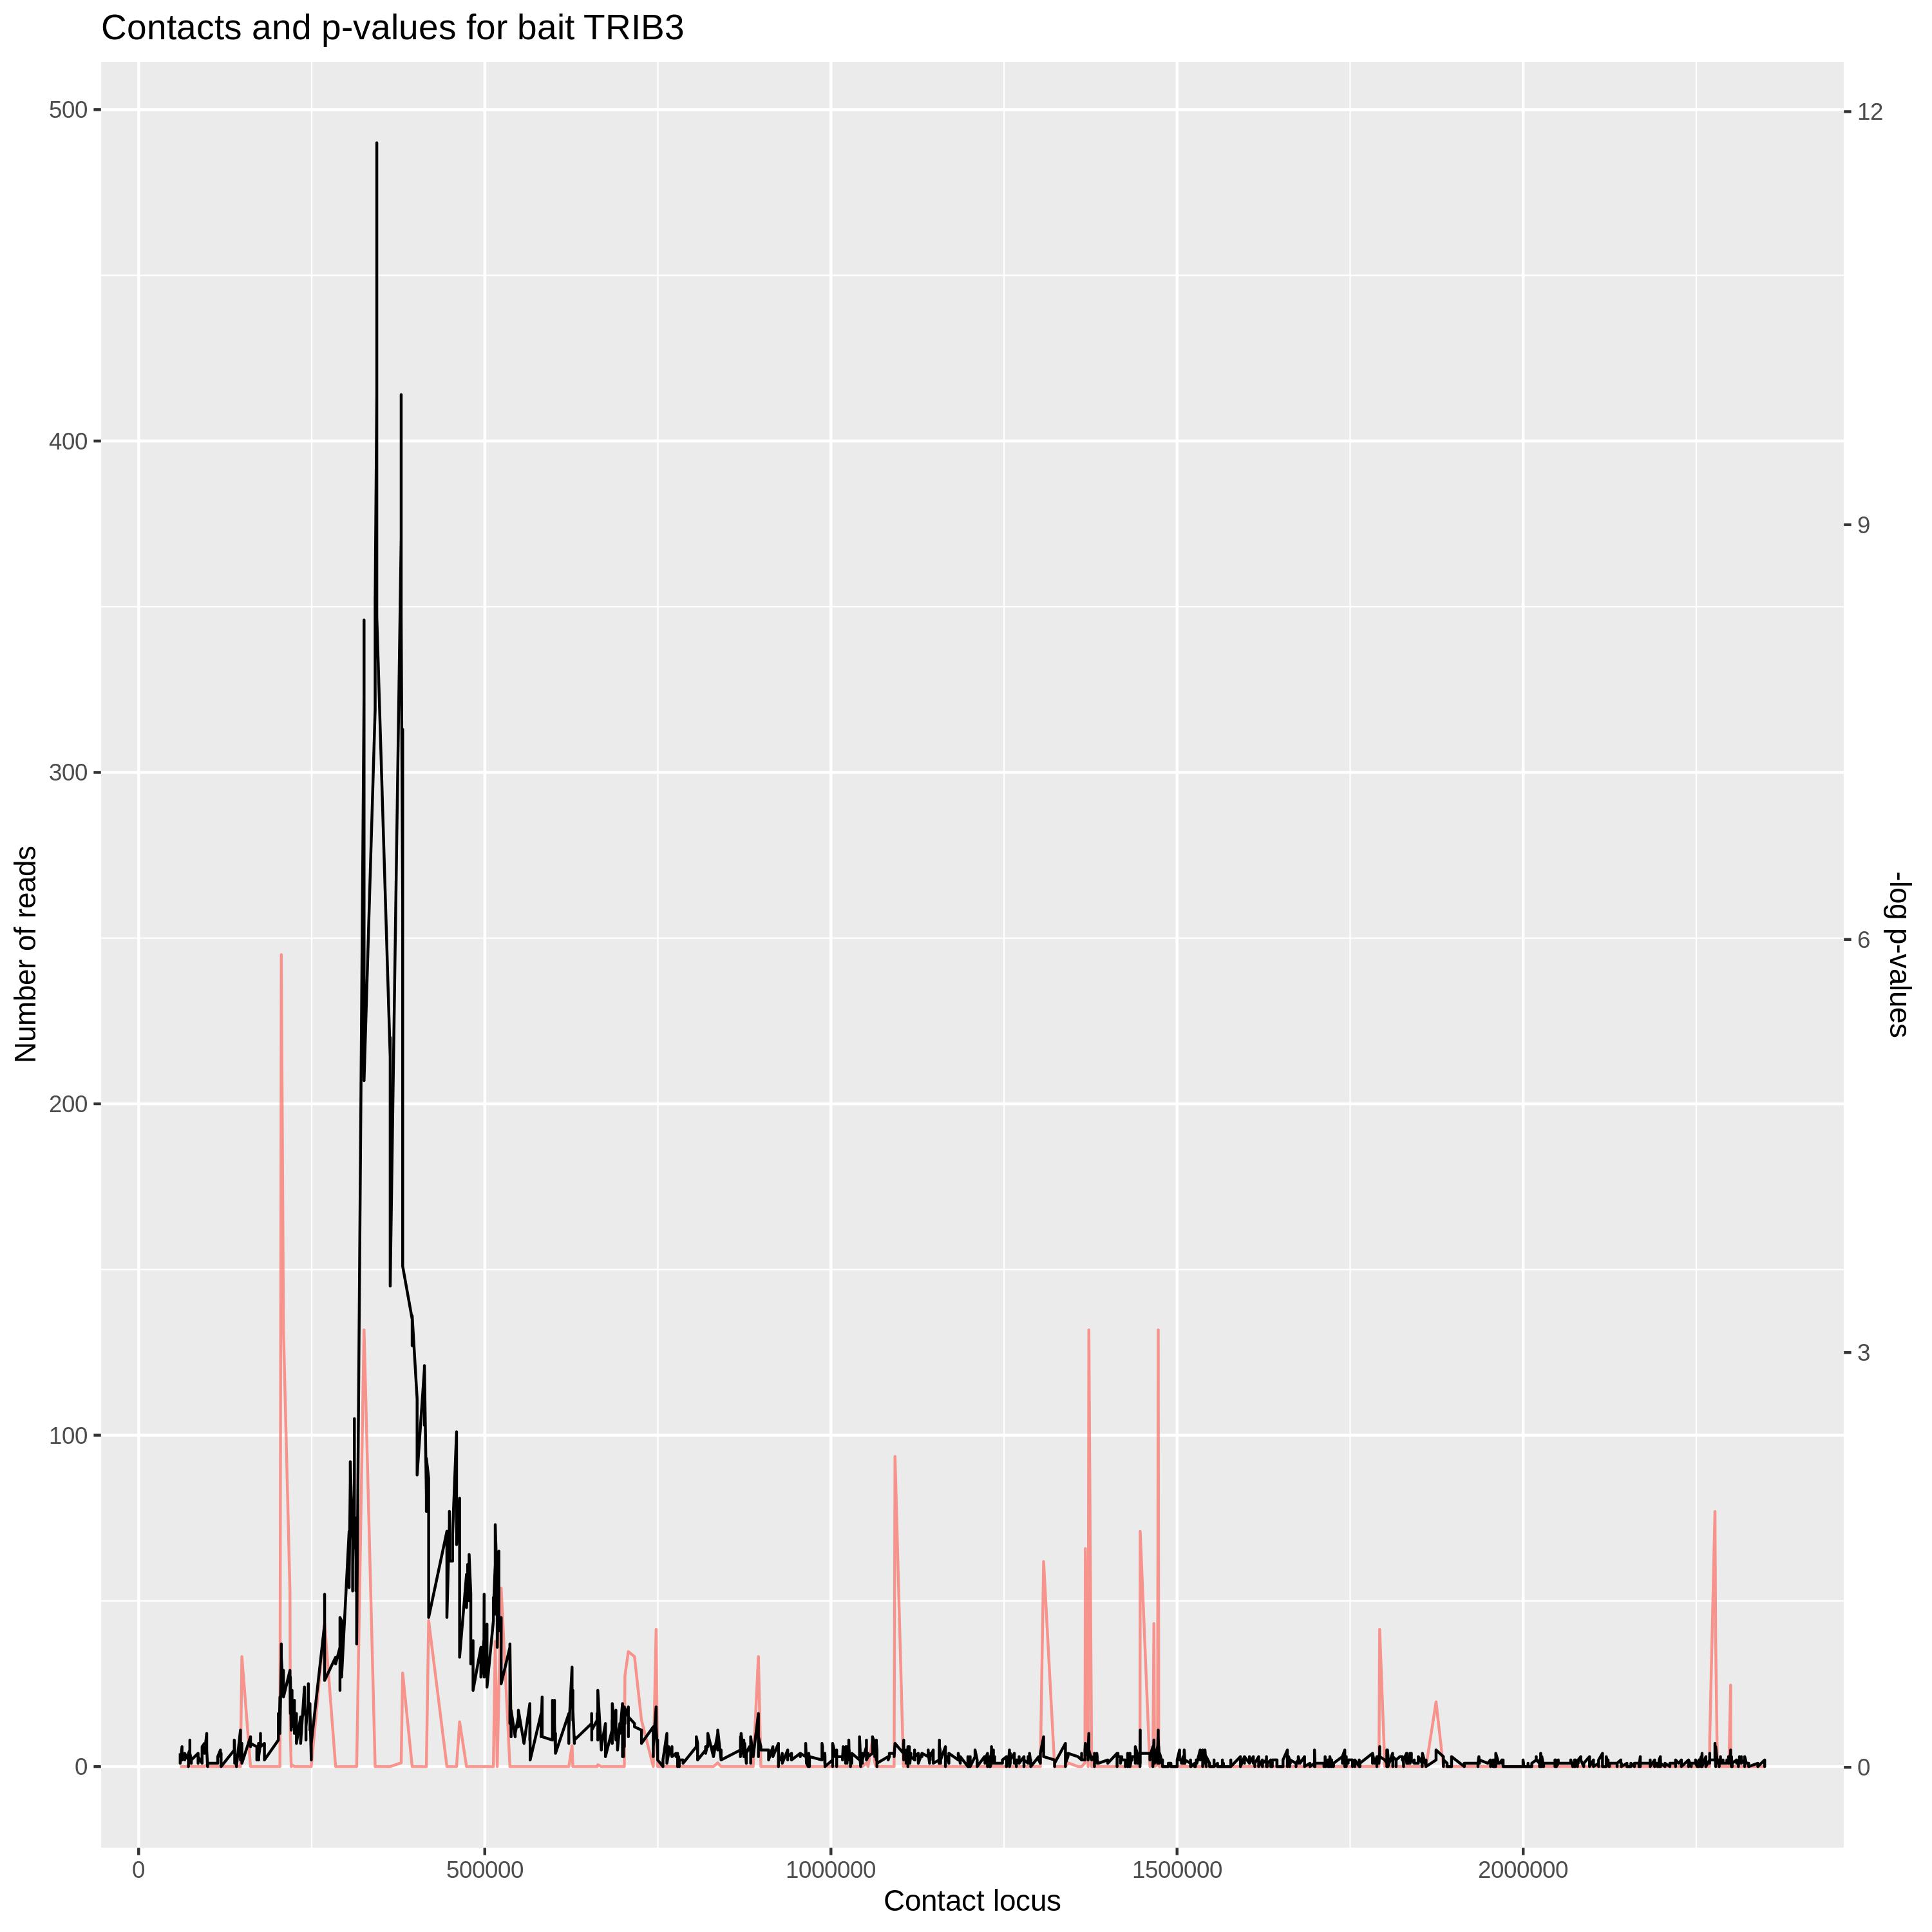 Contacts and p-values for bait TRIB3
500
400
300
200
100
0
12
9
6
3
0
Number of reads
-log p-values
0 500000 1000000 1500000 2000000
Contact locus